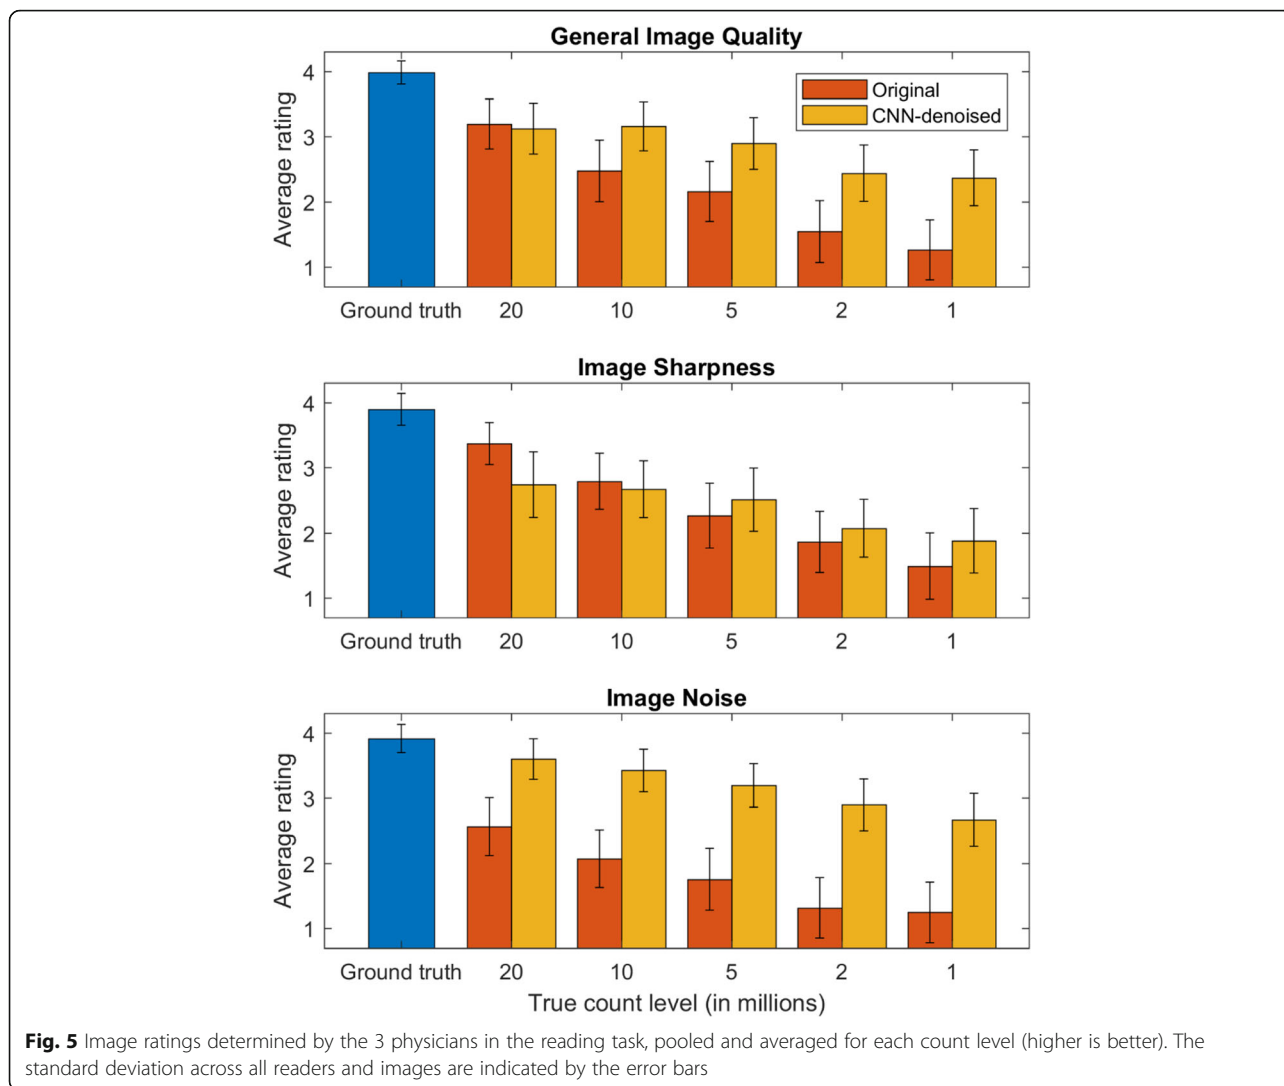 General Image Quality
Average rating
4
3
2
1
Original
CNN-denoised
Ground truth 20 10 5 2 1
Image Sharpness
Average rating
4
3
2
1
Ground truth 20 10 5 2 1
Image Noise
Average rating
4
3
2
1
Ground truth 20 10 5 2 1
True count level (in millions)
Fig. 5 Image ratings determined by the 3 physicians in the reading task, pooled and averaged for each count level (higher is better). The
standard deviation across all readers and images are indicated by the error bars